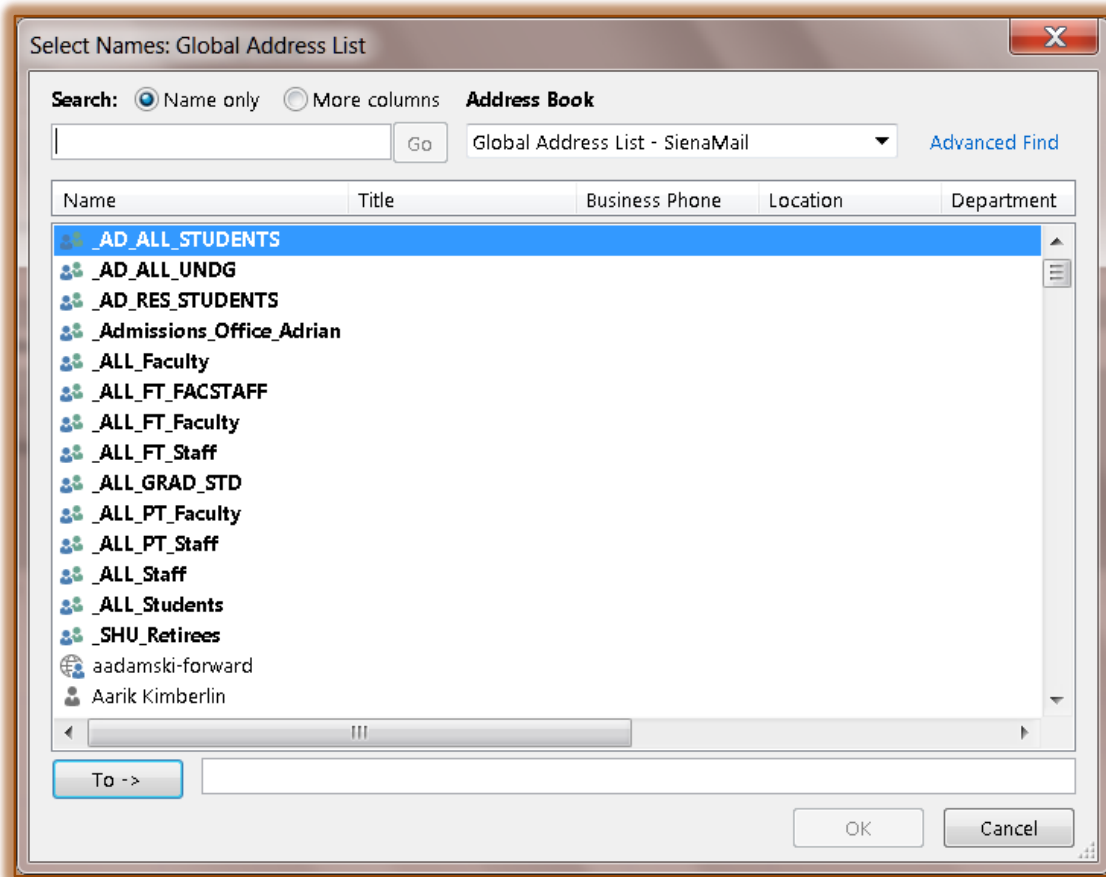 Select Names: Global Address List
X
Search: Name only More columns Address Book
Go Global Address List - SienaMail Advanced Find
Name Title Business Phone Location Department
_AD_ALL_STUDENTS
_AD_ALL_UNDG
_AD_RES_STUDENTS
_Admissions_Office_Adrian
_ALL_Faculty
_ALL_FT_FACSTAFF
_ALL_FT_Faculty
_ALL_FT_Staff
_ALL_GRAD_STD
_ALL_PT_Faculty
_ALL_PT_Staff
_ALL_Staff
_ALL_Students
_SHU_Retirees
aadamski-forward
Aarik Kimberlin
To ->
OK Cancel